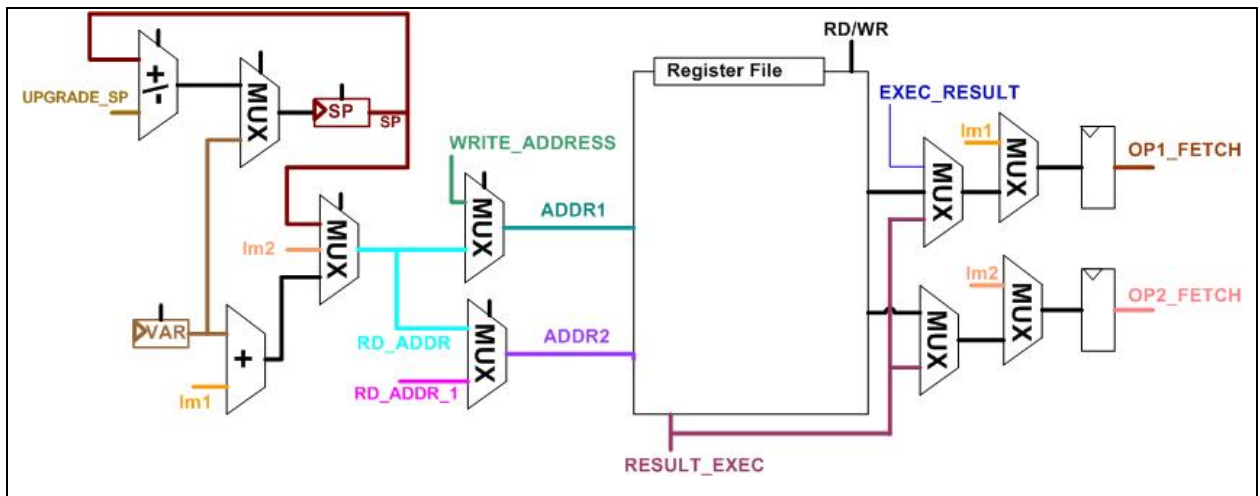 RD/WR
+/-
MUX
Register File
UPGRADE_SP
EXEC_RESULT
SP
SP
Im1
MUX
WRITE_ADDRESS
MUX
OP1_FETCH
MUX
MUX
ADDR1
Im2
MUX
Im2
MUX
OP2_FETCH
VAR
+
RD_ADDR
MUX
ADDR2
MUX
RD_ADDR_1
Im1
RESULT_EXEC